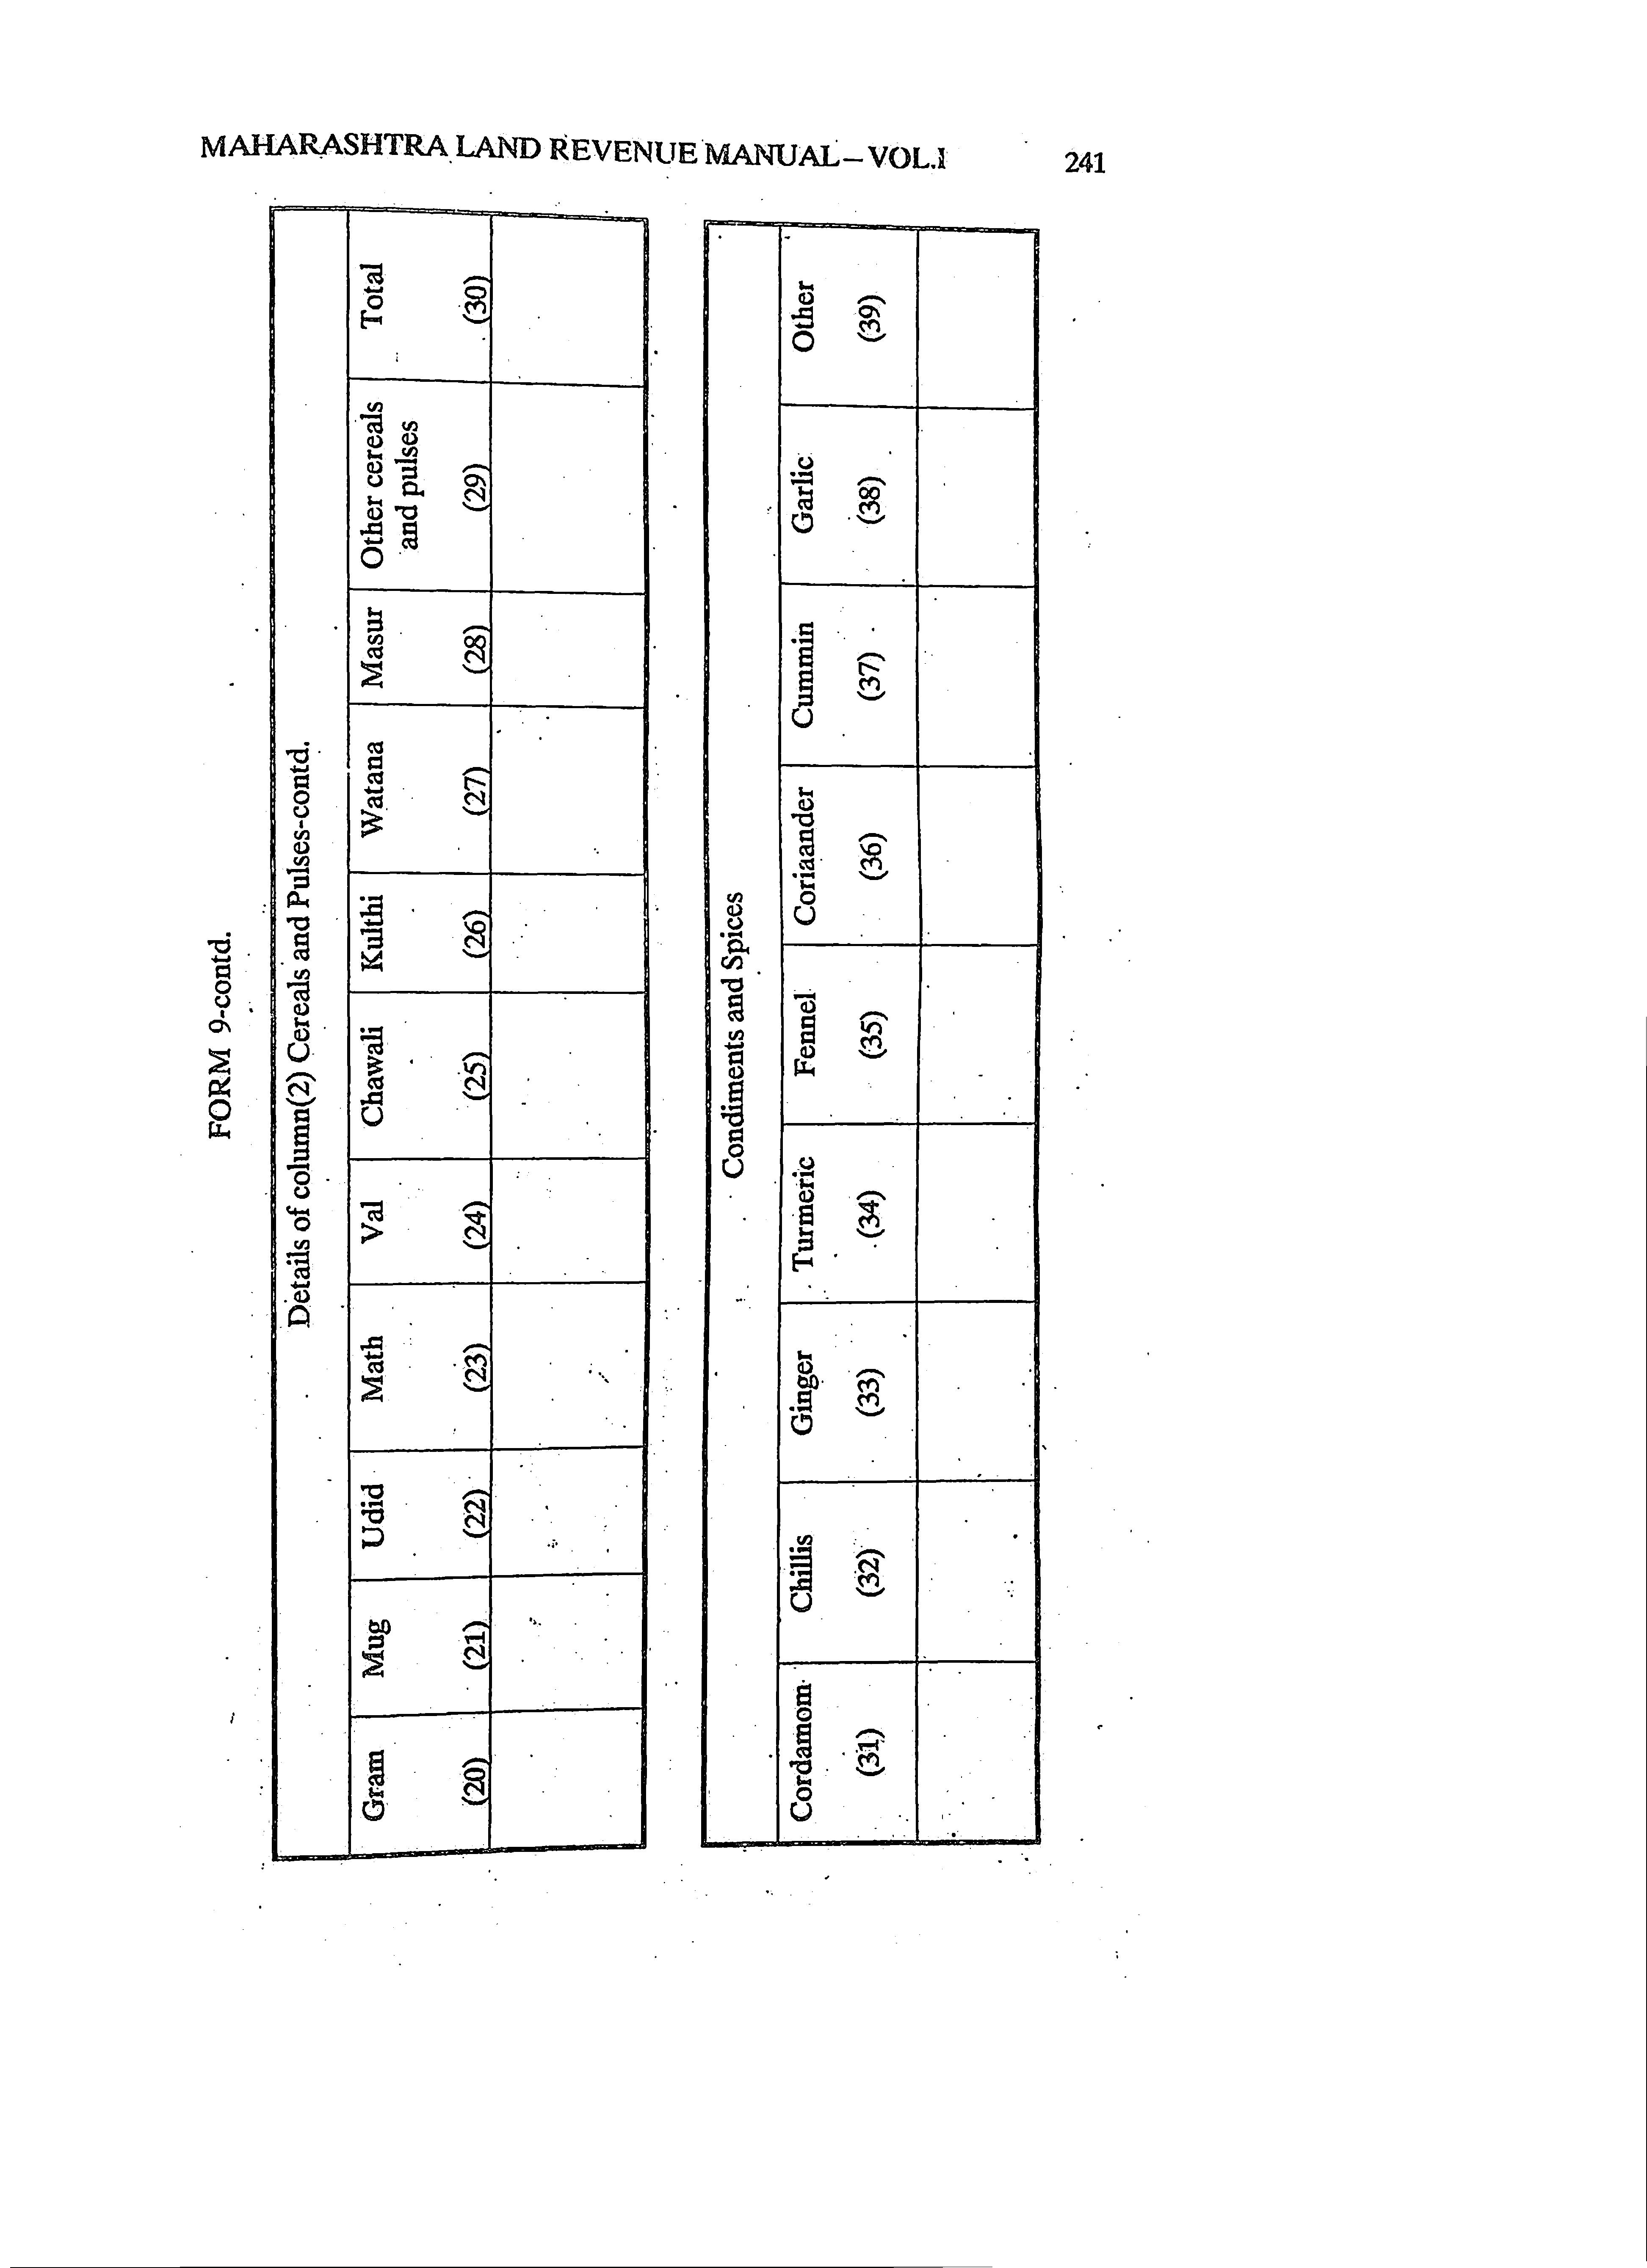 MAHARASHTRA LAND REVENUE MANUAL – VOL.I 241
FORM 9-contd.
Details of column(2) Cereals and Pulses-contd.
Gram Mug Udid Math Val Chawali Kulthi Watana Masur Other cereals Total
and pulses
(20) (21) (22) (23) (24) (25) (26) (27) (28) (29) (30)
Condiments and Spices
Cordamom Chillis Ginger Turmeric Fennel Coriaander Cummin Garlic Other
(31) (32) (33) (34) (35) (36) (37) (38) (39)